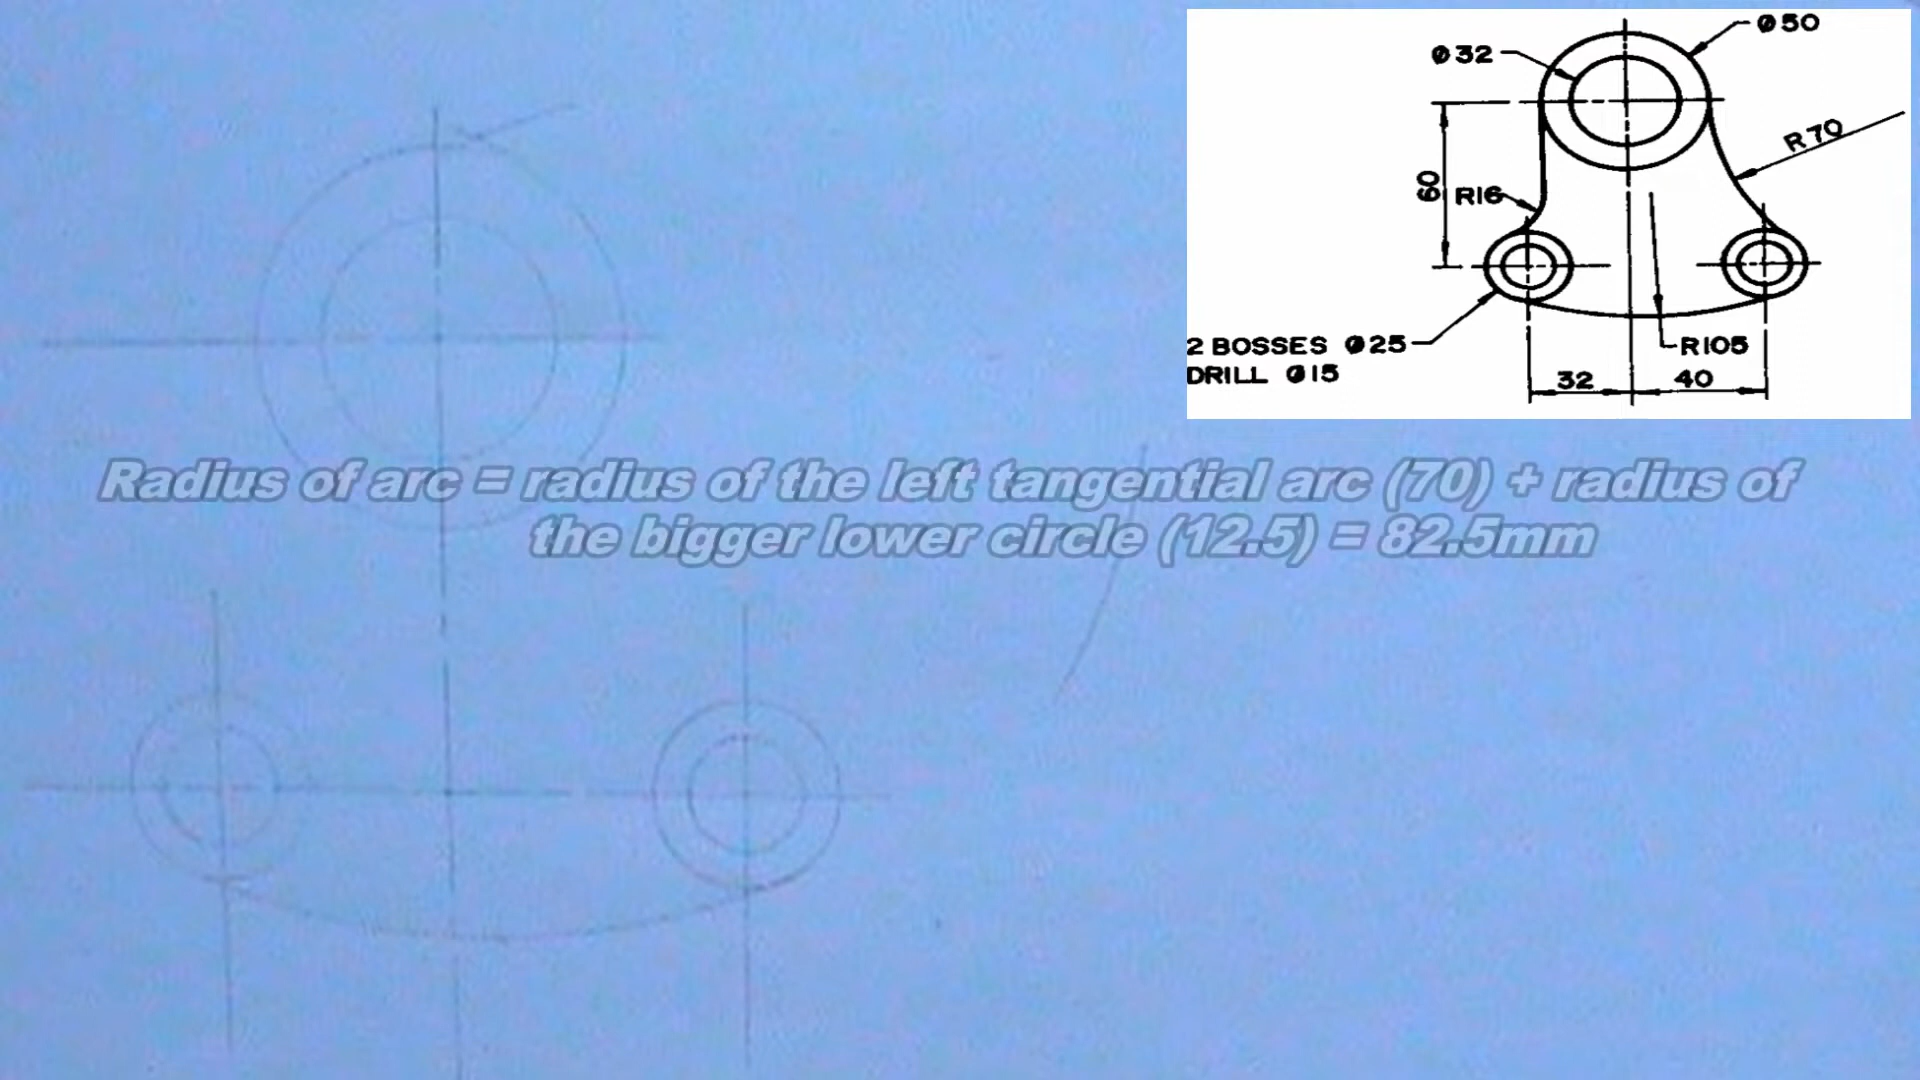 Ø50
Ø32
R70
60
R16
2 BOSSES Ø25
DRILL Ø15
R105
32
40
Radius of arc = radius of the left tangential arc (70) + radius of
the bigger lower circle (12.5) = 82.5mm